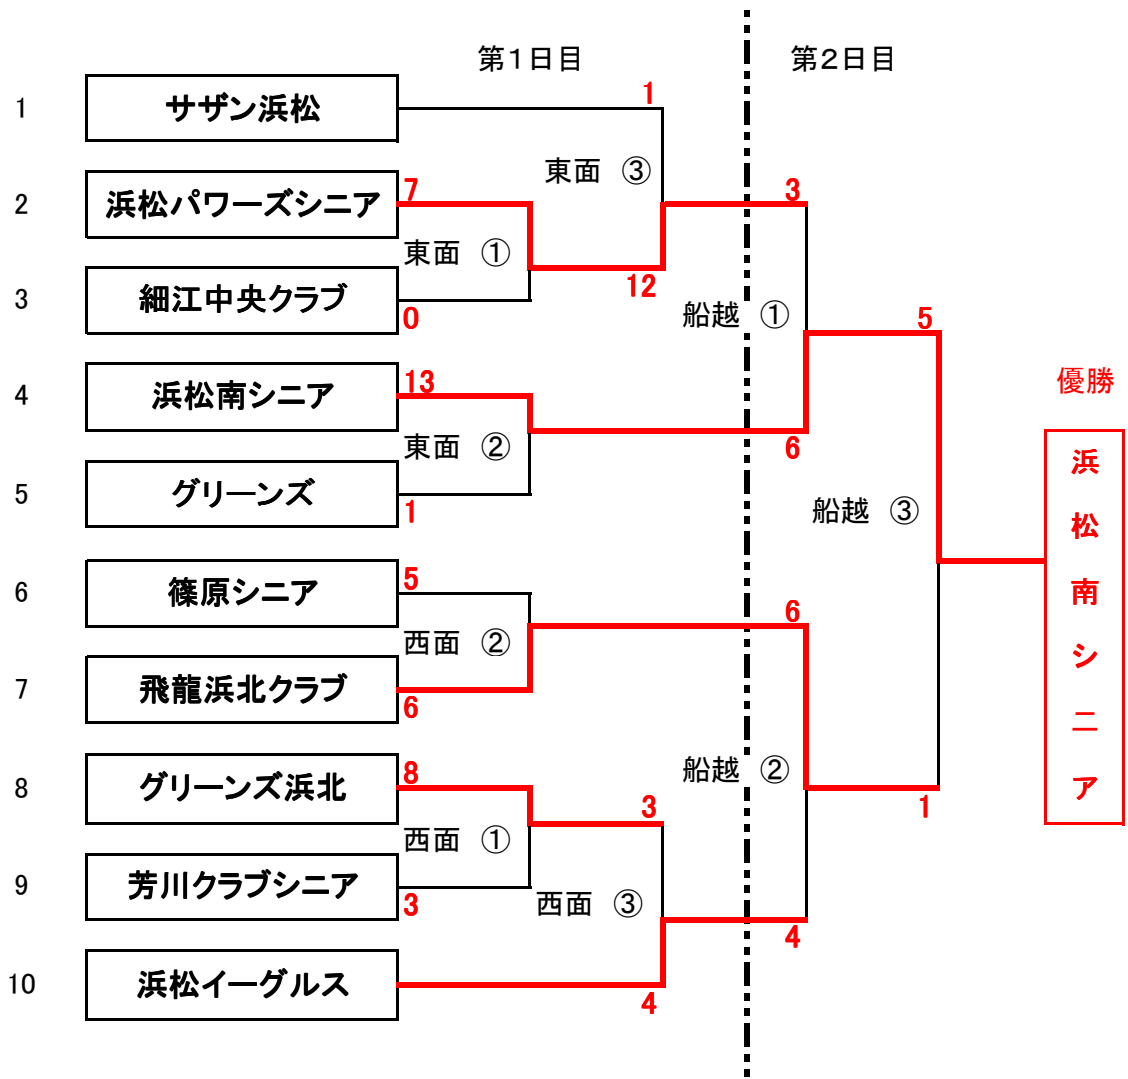 第１日目
第２日目
1
サザン浜松
1
東面 ③
2
浜松パワーズシニア
7
3
東面 ①
3
細江中央クラブ
0
12
船越 ①
5
4
浜松南シニア
13
優勝
東面 ②
6
5
グリーンズ
1
船越 ③
浜松南シニア
6
篠原シニア
5
6
西面 ②
7
飛龍浜北クラブ
6
船越 ②
8
グリーンズ浜北
8
3
1
西面 ①
9
芳川クラブシニア
3
西面 ③
4
10
浜松イーグルス
4